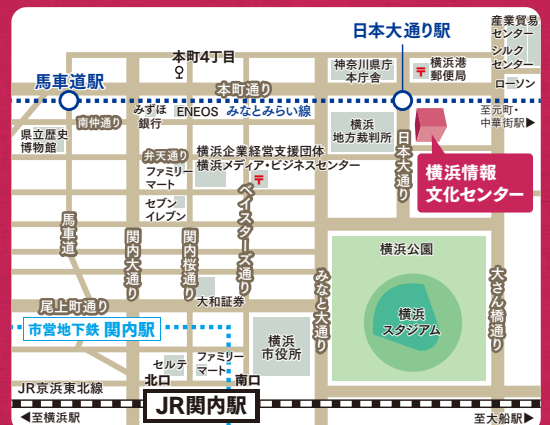 産業貿易
センター
シルク
センター
ローソン
日本大通り駅
本町4丁目
神奈川県庁
本庁舎
横浜港
郵便局
馬車道駅
本町通り
みずほ
銀行
ENEOS
みなとみらい線
至元町・
中華街駅▶
南仲通り
県立歴史
博物館
横浜
地方裁判所
日本大通り
横浜情報
文化センター
弁天通り
横浜企業経営支援団体
横浜メディア・ビジネスセンター
ファミリー
マート
セブン
イレブン
馬車道
関内大通り
関内桜通り
ベイスターズ通り
みなと大通り
横浜公園
横浜
スタジアム
大さん橋通り
尾上町通り
大和証券
市営地下鉄 関内駅
横浜
市役所
セルテ
ファミリー
マート
JR京浜東北線
北口
南口
JR関内駅
◀至横浜駅
至大船駅▶